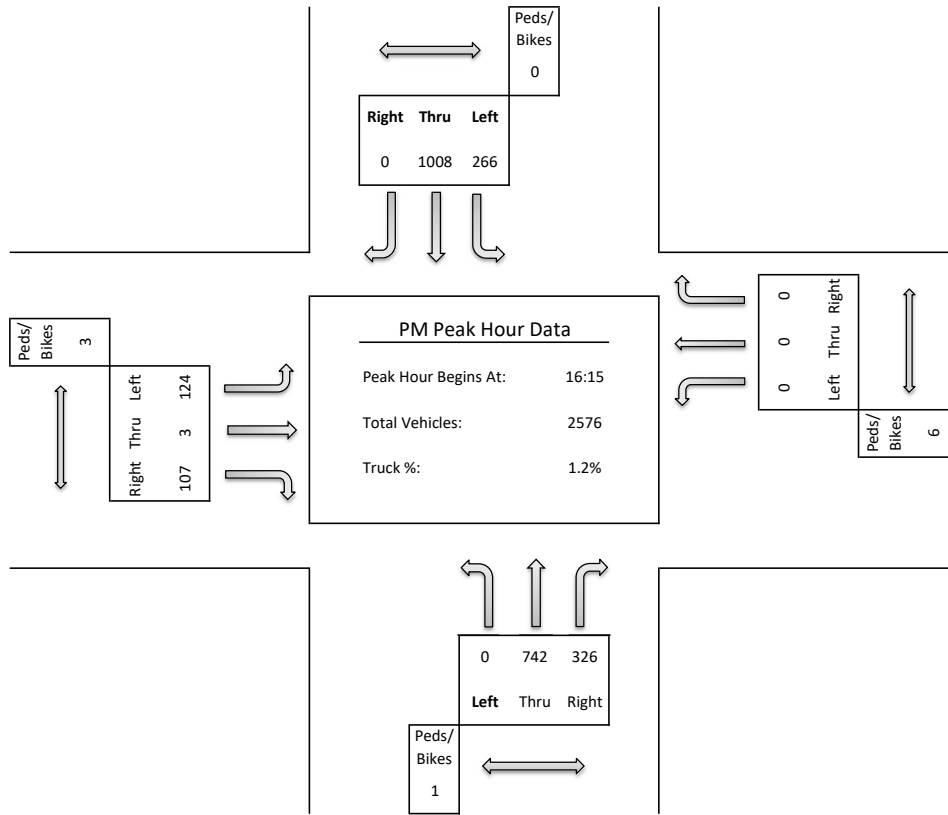 Peds/
Bikes
0
Right Thru Left
0 1008 266
Peds/
Bikes
3
Left
124
Thru
3
Right
107
PM Peak Hour Data
Peak Hour Begins At: 16:15
Total Vehicles: 2576
Truck %: 1.2%
0
Right
0
Thru
0
Left
Peds/
Bikes
6
0 742 326
Left Thru Right
Peds/
Bikes
1